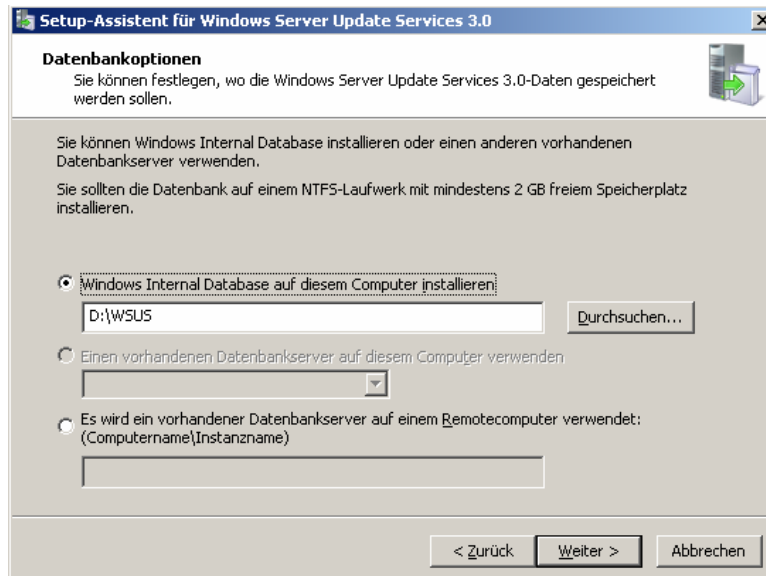 Setup-Assistent für Windows Server Update Services 3.0
Datenbankoptionen
Sie können festlegen, wo die Windows Server Update Services 3.0-Daten gespeichert
werden sollen.
Sie können Windows Internal Database installieren oder einen anderen vorhandenen
Datenbankserver verwenden.
Sie sollten die Datenbank auf einem NTFS-Laufwerk mit mindestens 2 GB freiem Speicherplatz
installieren.
Windows Internal Database auf diesem Computer installieren
D:\WSUS
Durchsuchen...
Einen vorhandenen Datenbankserver auf diesem Computer verwenden
Es wird ein vorhandener Datenbankserver auf einem Remotecomputer verwendet:
(Computername\Instanzname)
< Zurück
Weiter >
Abbrechen